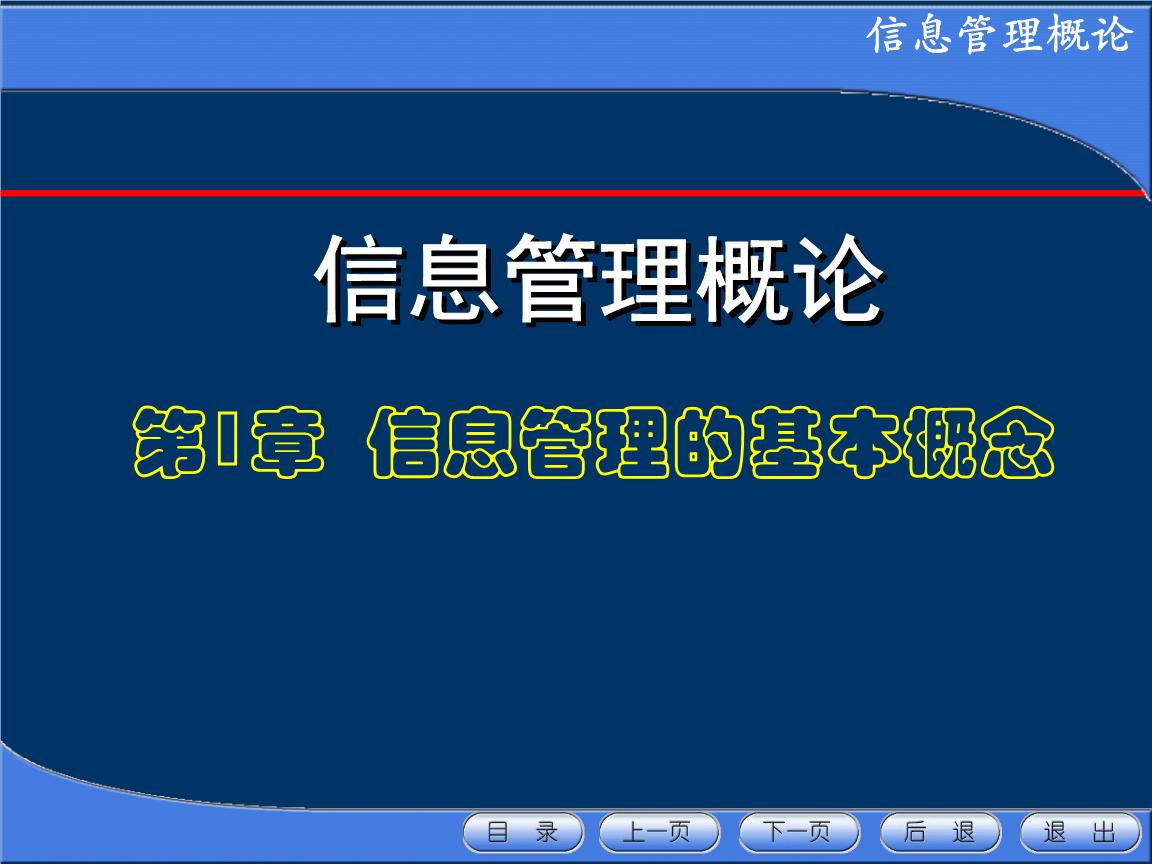 信息管理概论
信息管理概论
第1章 信息管理的基本概念
目 录 上一页 下一页 后 退 退 出